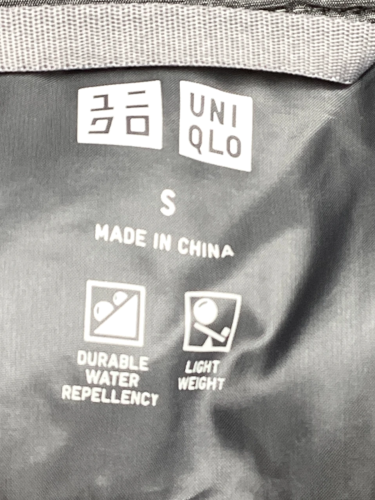 ユニ
クロ
UNI
QLO
S
MADE IN CHINA
DURABLE
WATER
REPELLENCY
LIGHT
WEIGHT